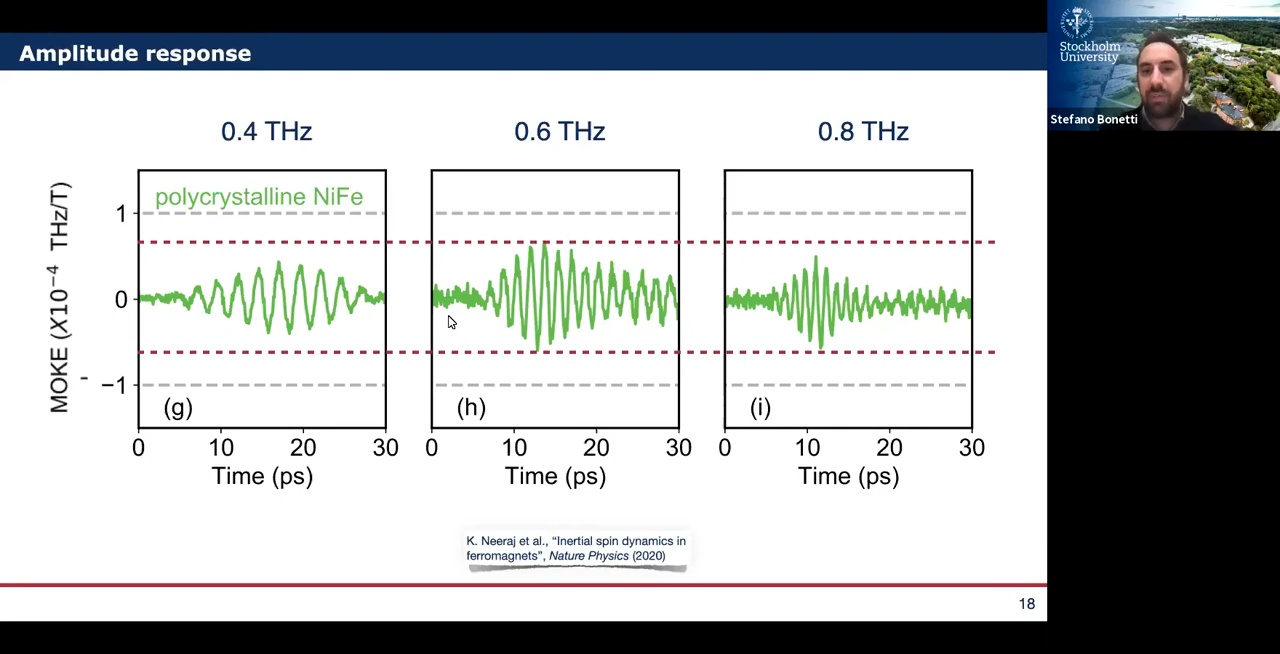 Amplitude response
Stockholm
University
Stefano Bonetti
0.4 THz
0.6 THz
0.8 THz
MOKE (X10⁻⁴ THz/T)
polycrystalline NiFe
1
0
−1
(g)
(h)
(i)
0 10 20 30
0 10 20 30
0 10 20 30
Time (ps)
Time (ps)
Time (ps)
K. Neeraj et al., “Inertial spin dynamics in
ferromagnets”, Nature Physics (2020)
18